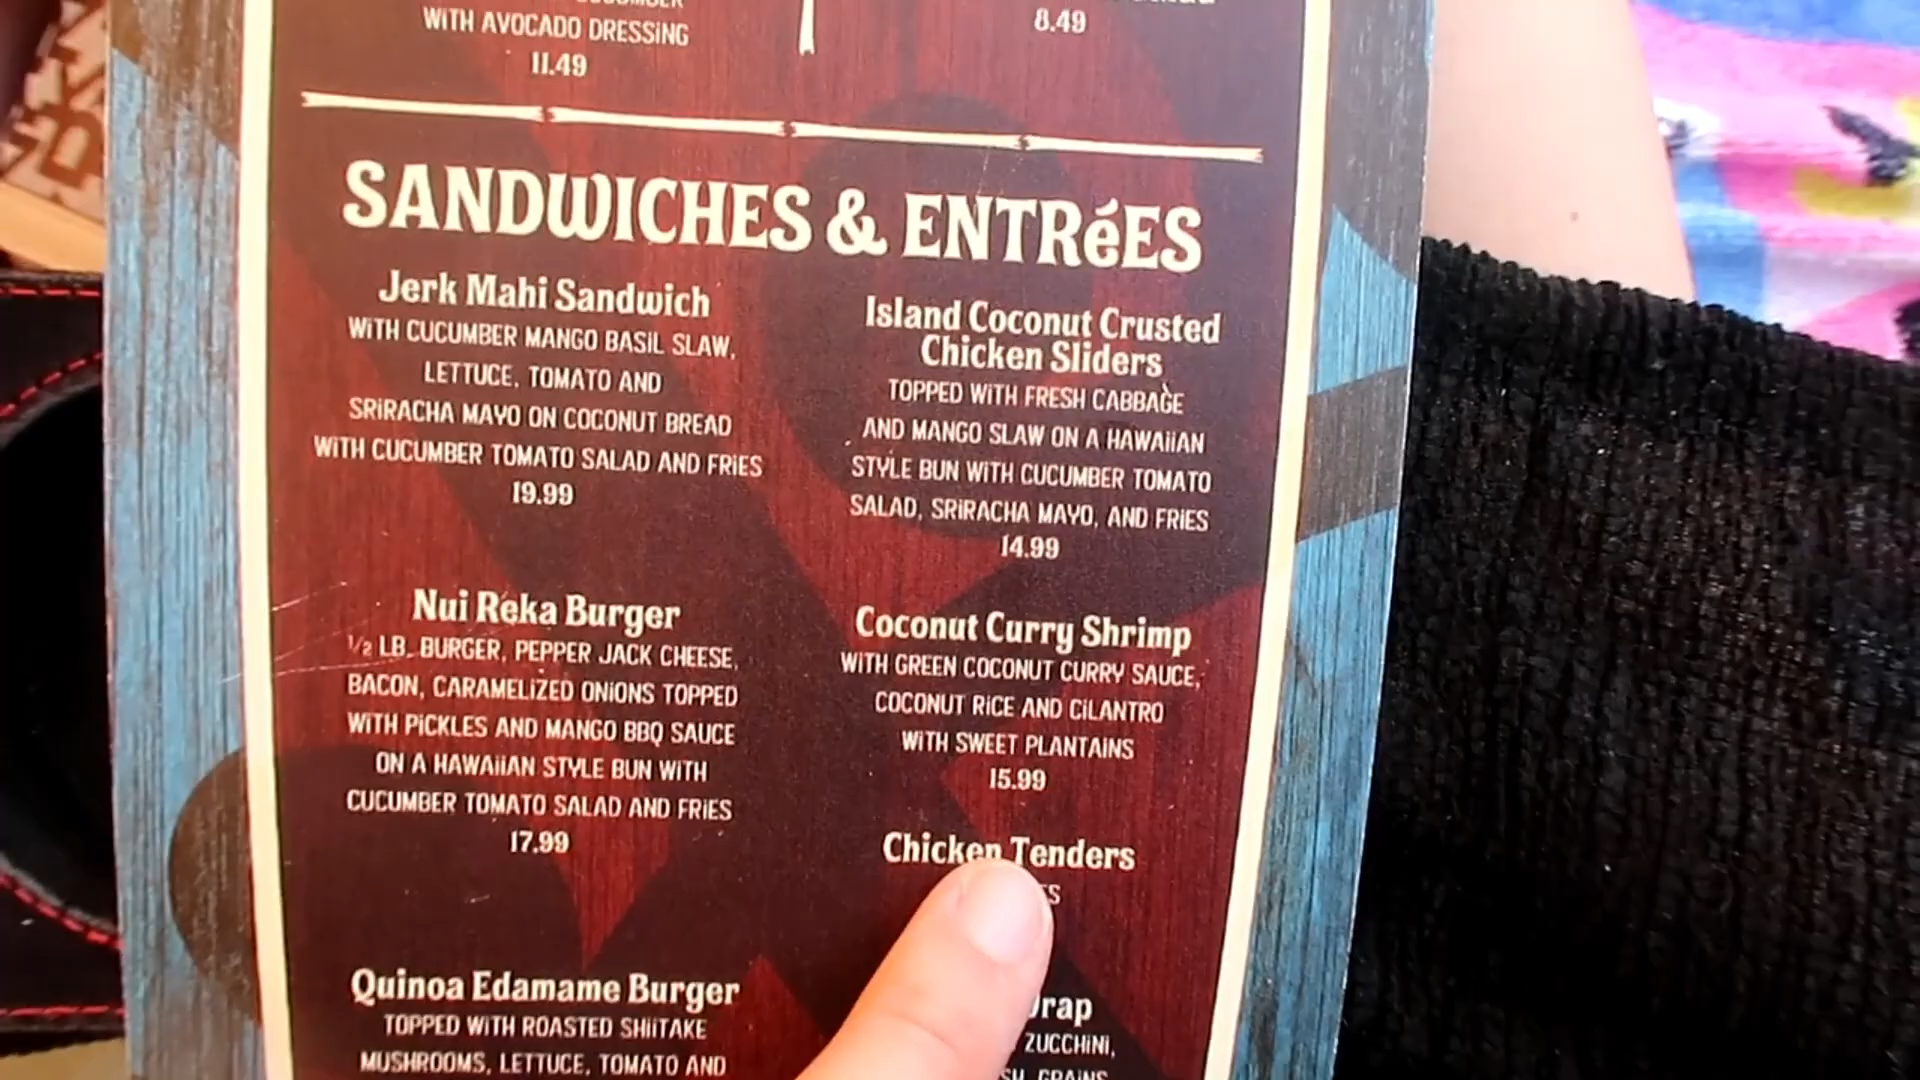 WITH AVOCADO DRESSING
11.49
8.49
SANDWICHES & ENTRéES
Jerk Mahi Sandwich
WITH CUCUMBER MANGO BASIL SLAW,
LETTUCE, TOMATO AND
SRIRACHA MAYO ON COCONUT BREAD
WITH CUCUMBER TOMATO SALAD AND FRIES
19.99
Nui Reka Burger
1/2 LB. BURGER, PEPPER JACK CHEESE,
BACON, CARAMELIZED ONIONS TOPPED
WITH PICKLES AND MANGO BBQ SAUCE
ON A HAWAIIAN STYLE BUN WITH
CUCUMBER TOMATO SALAD AND FRIES
17.99
Quinoa Edamame Burger
TOPPED WITH ROASTED SHIITAKE
MUSHROOMS, LETTUCE, TOMATO AND
Island Coconut Crusted
Chicken Sliders
TOPPED WITH FRESH CABBAGE
AND MANGO SLAW ON A HAWAIIAN
STYLE BUN WITH CUCUMBER TOMATO
SALAD, SRIRACHA MAYO, AND FRIES
14.99
Coconut Curry Shrimp
WITH GREEN COCONUT CURRY SAUCE,
COCONUT RICE AND CILANTRO
WITH SWEET PLANTAINS
15.99
Chicken Tenders
ZUCCHINI,
GRAINS